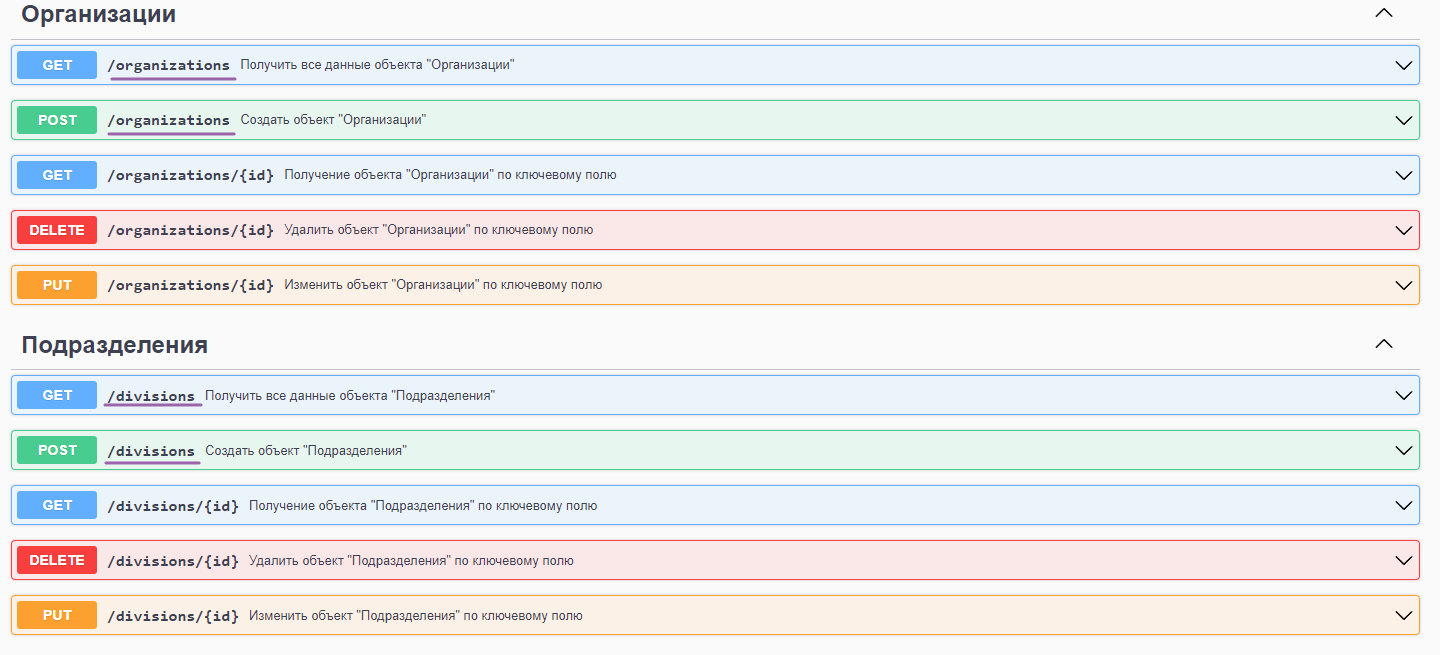 Организации
GET /organizations Получить все данные объекта "Организации"
POST /organizations Создать объект "Организации"
GET /organizations/{id} Получение объекта "Организации" по ключевому полю
DELETE /organizations/{id} Удалить объект "Организации" по ключевому полю
PUT /organizations/{id} Изменить объект "Организации" по ключевому полю
Подразделения
GET /divisions Получить все данные объекта "Подразделения"
POST /divisions Создать объект "Подразделения"
GET /divisions/{id} Получение объекта "Подразделения" по ключевому полю
DELETE /divisions/{id} Удалить объект "Подразделения" по ключевому полю
PUT /divisions/{id} Изменить объект "Подразделения" по ключевому полю